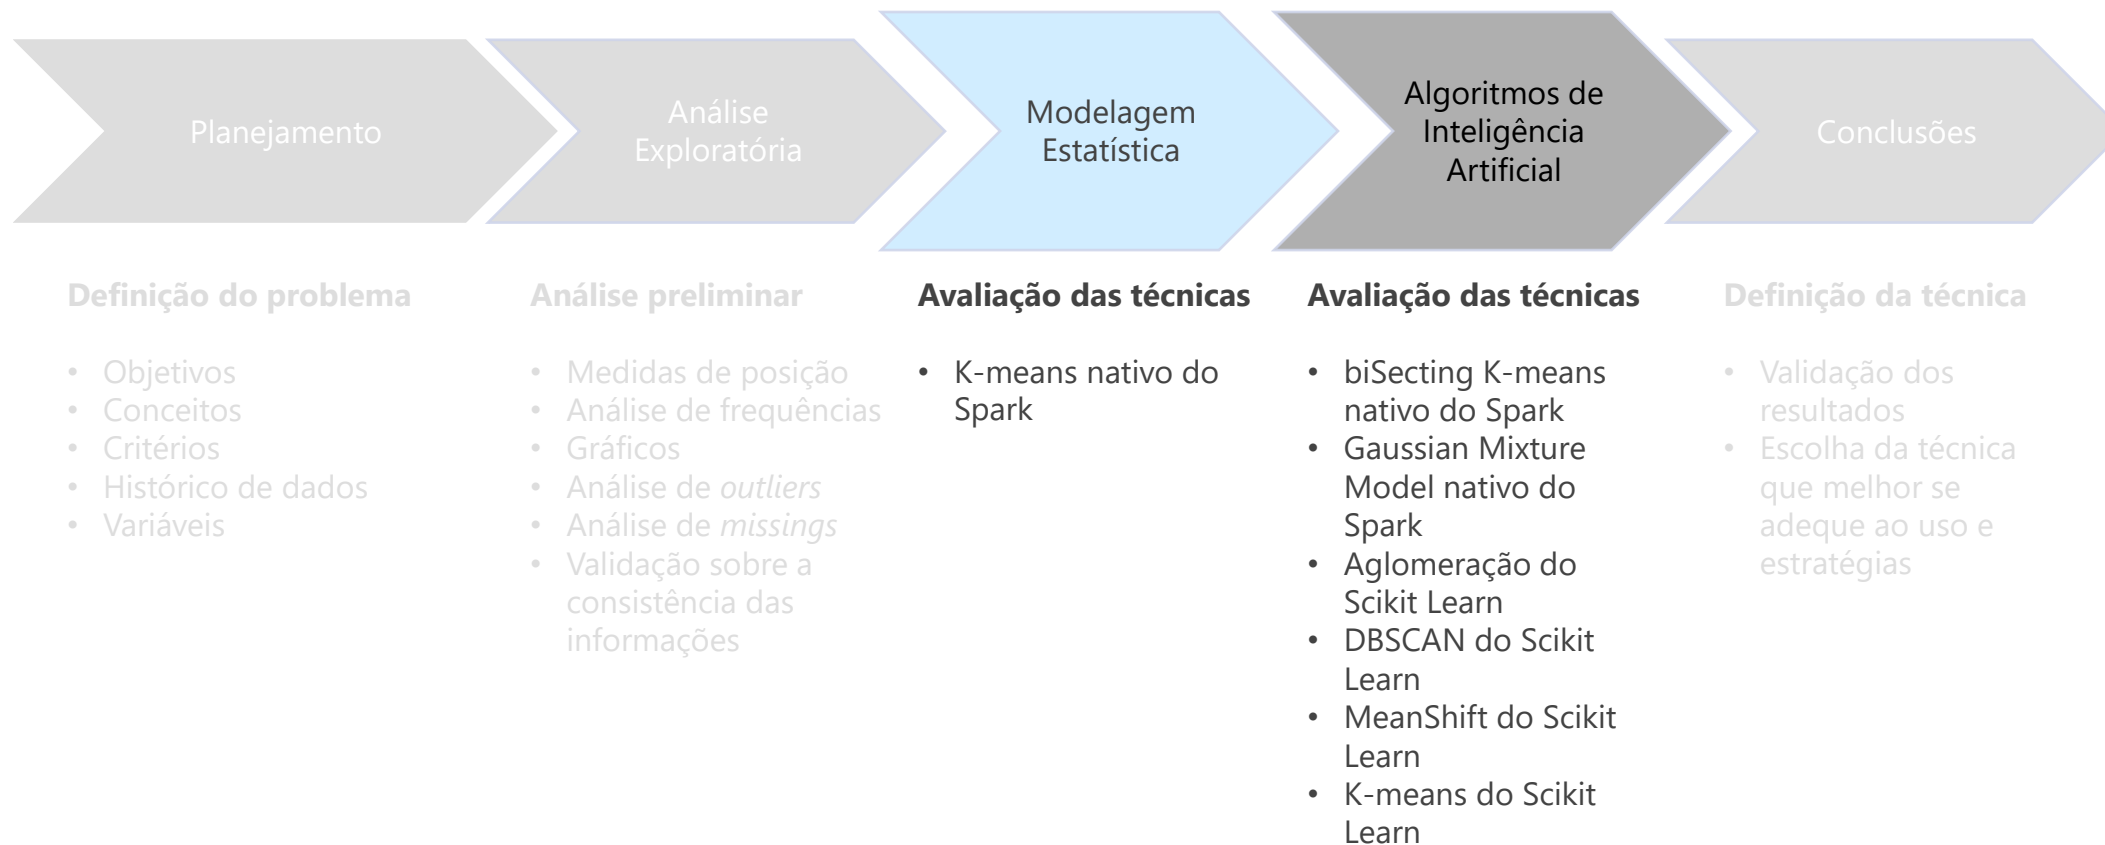 Planejamento
Análise
Exploratória
Modelagem
Estatística
Algoritmos de
Inteligência
Artificial
Conclusões
Definição do problema
• Objetivos
• Conceitos
• Critérios
• Histórico de dados
• Variáveis
Análise preliminar
• Medidas de posição
• Análise de frequências
• Gráficos
• Análise de outliers
• Análise de missings
• Validação sobre a
consistência das
informações
Avaliação das técnicas
• K-means nativo do
Spark
Avaliação das técnicas
• biSecting K-means
nativo do Spark
• Gaussian Mixture
Model nativo do
Spark
• Aglomeração do
Scikit Learn
• DBSCAN do Scikit
Learn
• MeanShift do Scikit
Learn
• K-means do Scikit
Learn
Definição da técnica
• Validação dos
resultados
• Escolha da técnica
que melhor se
adeque ao uso e
estratégias